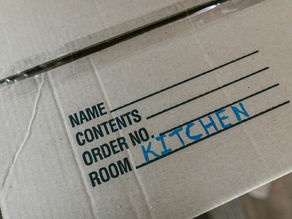 NAME
CONTENTS
ORDER NO.
ROOM KITCHEN